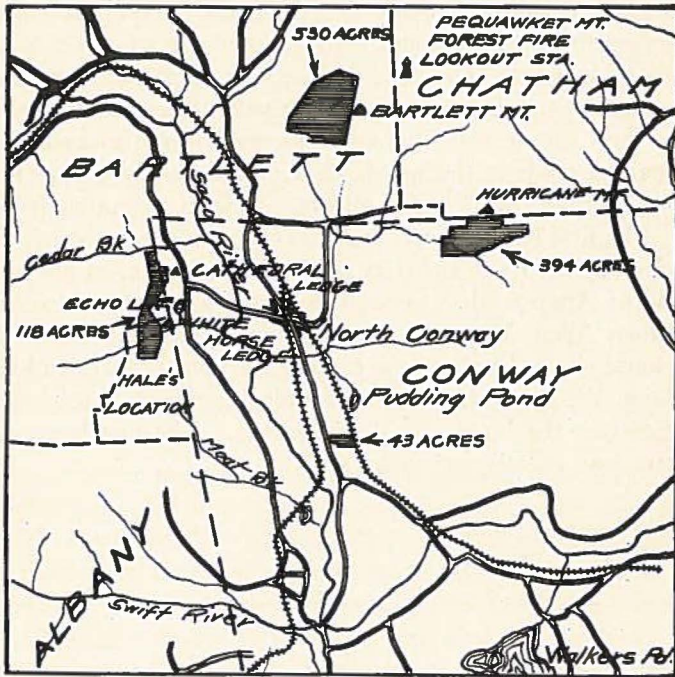 530 ACRES
PEQUAWKET MT.
FOREST FIRE
LOOKOUT STA.
CHATHAM
BARTLETT MT.
BARTLETT
Saco River
HURRICANE MT.
Cedar Bk
CATHEDRAL
LEDGE
394 ACRES
ECHO LAKE
118 ACRES
WHITE
HORSE
LEDGE
North Conway
HALE'S
LOCATION
CONWAY
Pudding Pond
43 ACRES
Moat Bk
ALBANY
Swift River
Walkers Pd.